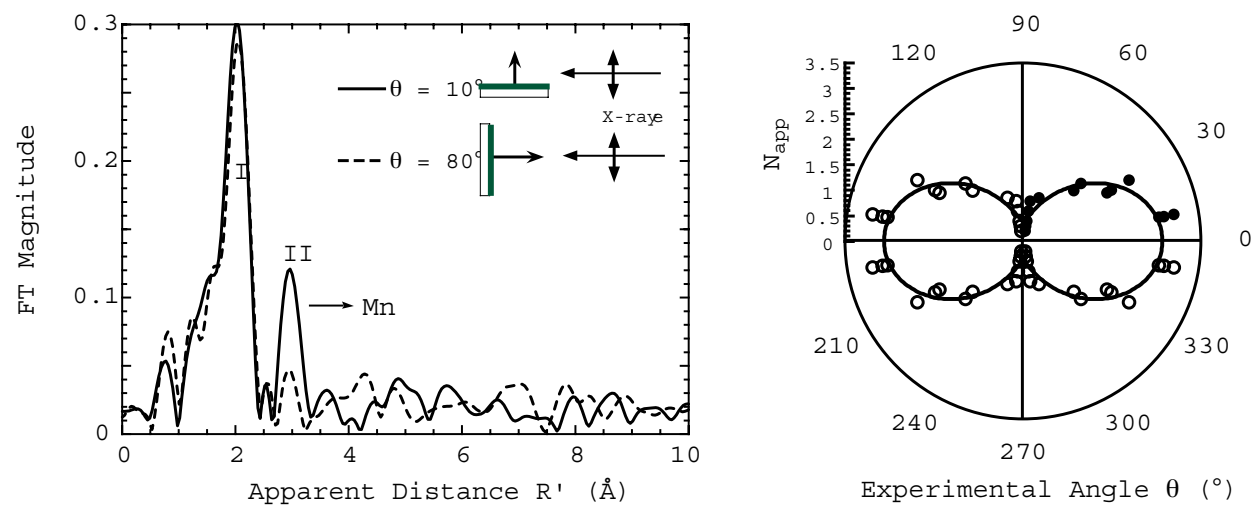 0.3
0.2
0.1
0
FT Magnitude
θ = 10°
θ = 80°
X-ray
I
II
Mn
0 2 4 6 8 10
Apparent Distance R' (Å)
N_app
3.5
3
2.5
2
1.5
1
0.5
0
90
120
60
30
0
210
330
240
300
270
Experimental Angle θ (°)